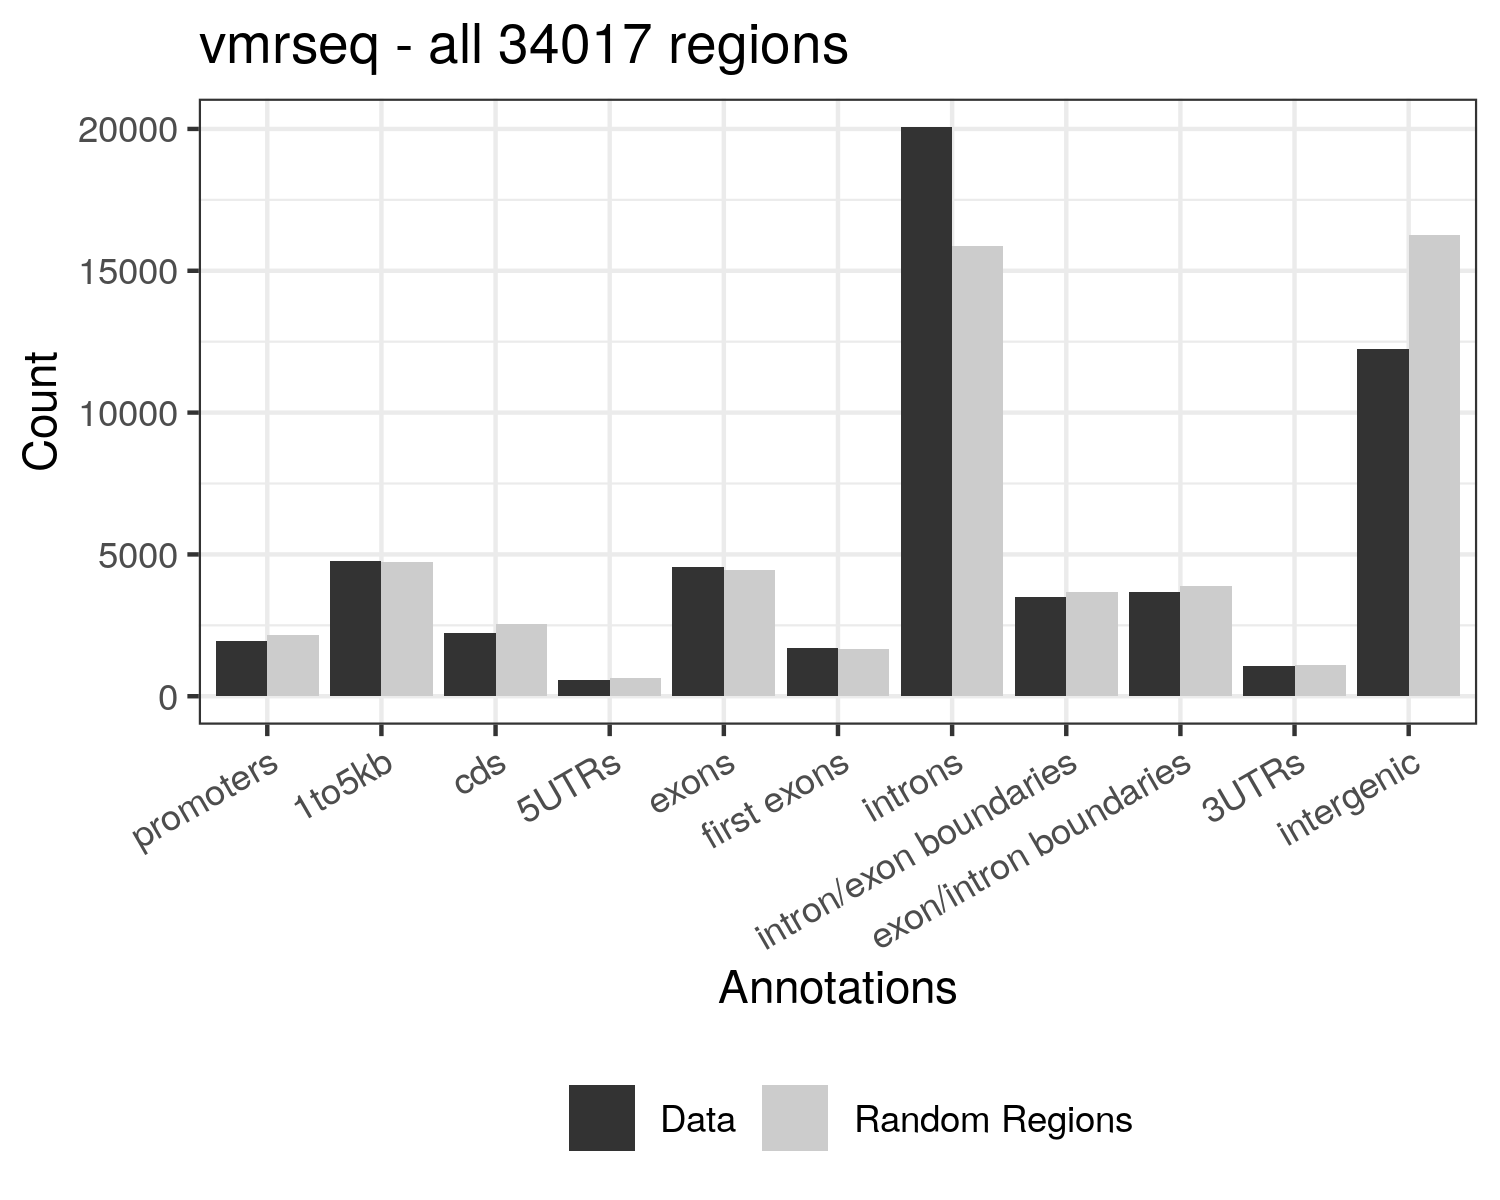 vmrseq - all 34017 regions
Count
20000
15000
10000
5000
0
promoters
1to5kb
cds
5UTRs
exons
first exons
introns
intron/exon boundaries
exon/intron boundaries
3UTRs
intergenic
Annotations
Data
Random Regions